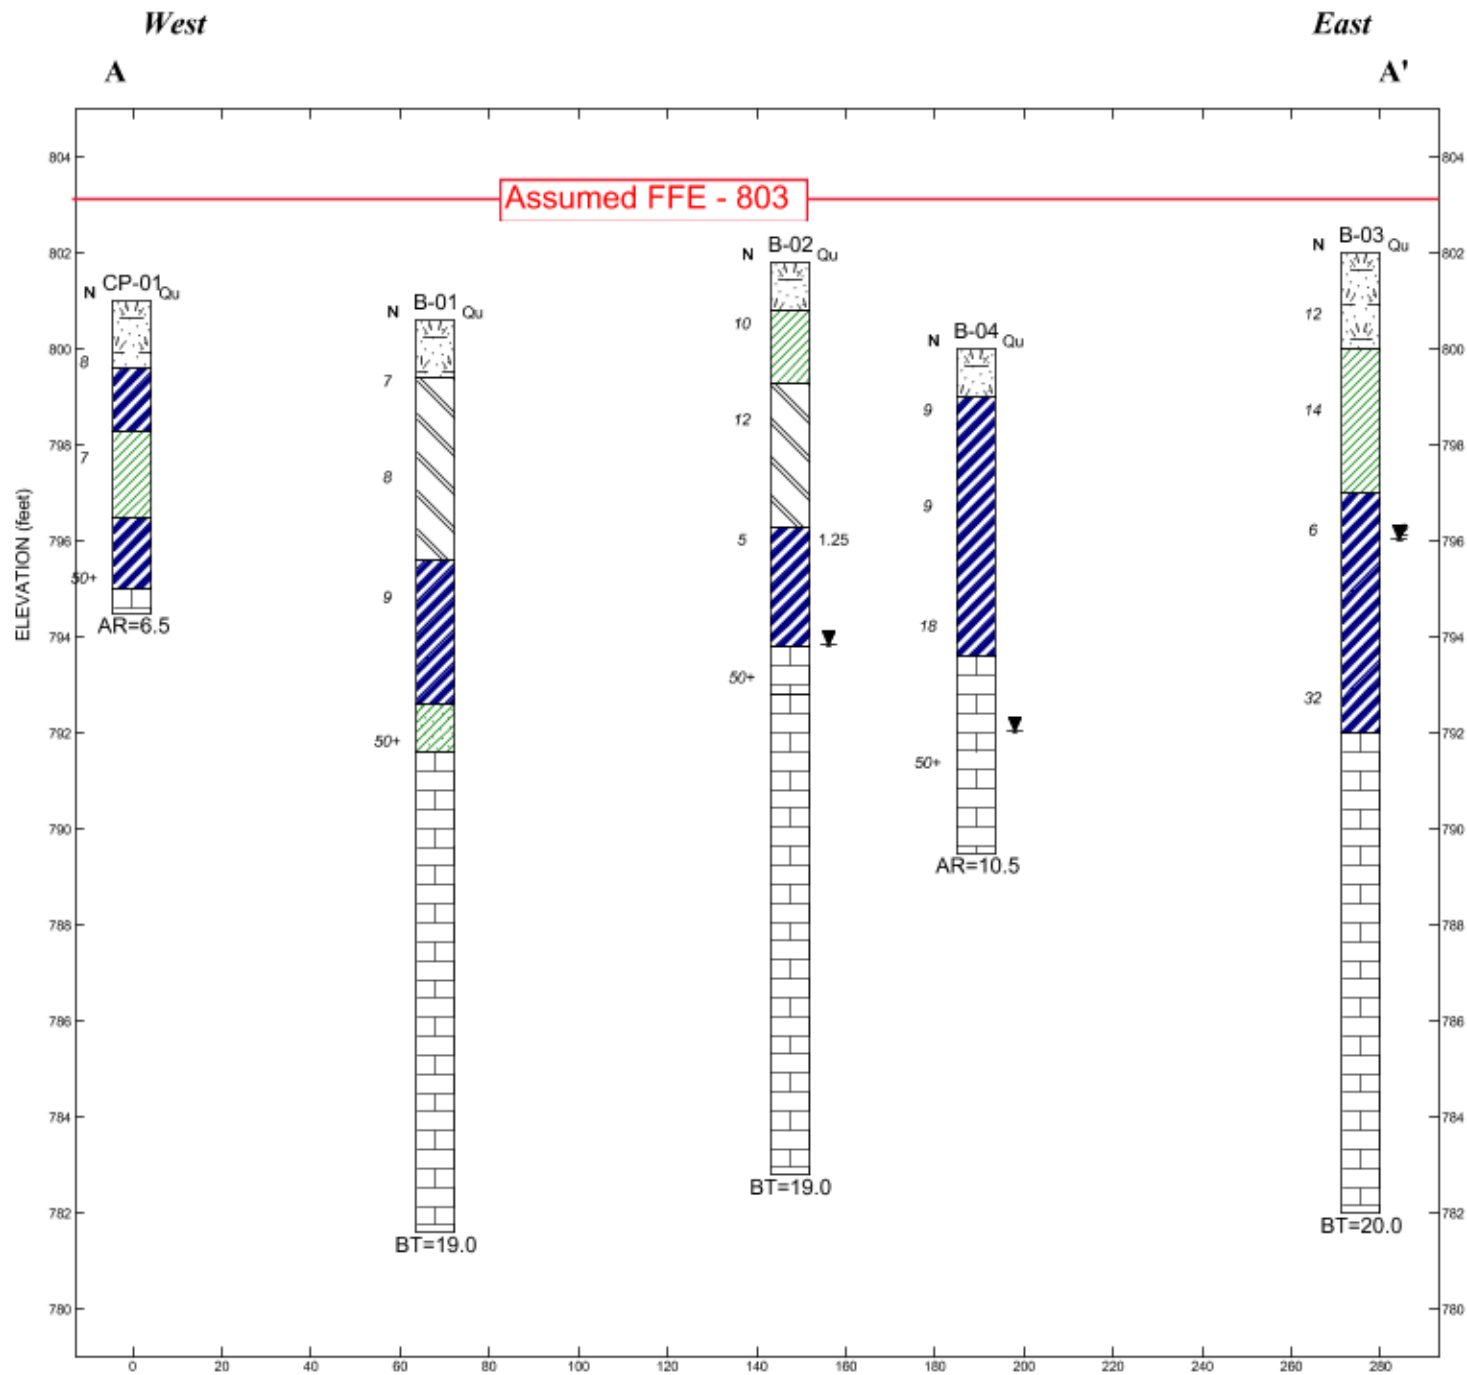 West East
A A'
804 804
Assumed FFE - 803
802 N CP-01 Qu N B-01 Qu N B-02 Qu N B-04 Qu N B-03 Qu 802
8 7 10 9 12
800 800
7 8 12 9 14
798 798
50+ 9 5 1.25 18 6
796 796
ELEVATION (feet)
AR=6.5
794 794
50+ 50+ 50+ 32
792 792
790 790
AR=10.5
788 788
786 786
784 784
BT=19.0
782 782
BT=19.0 BT=20.0
780 780
0 20 40 60 80 100 120 140 160 180 200 220 240 260 280